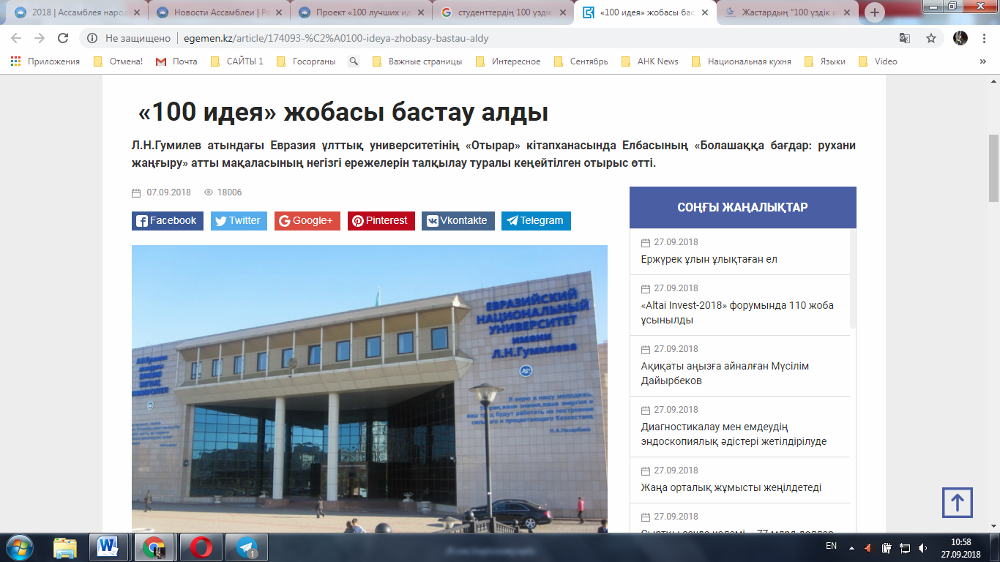 2018 | Ассамблея народ
Новости Ассамблеи | Ра
Проект «100 лучших ид
студенттердің 100 үздік
«100 идея» жобасы бас
Жастардың "100 үздік и
Не защищено | egemen.kz/article/174093-%C2%A0100-ideya-zhobasy-bastau-aldy
Приложения Отмена! Почта САЙТЫ 1 Госорганы Важные страницы Интересное Сентябрь АНК News Национальная кухня Языки Video »
«100 идея» жобасы бастау алды
Л.Н.Гумилев атындағы Евразия ұлттық университетінің «Отырар» кітапханасында Елбасының «Болашаққа бағдар: рухани
жаңғыру» атты мақаласының негізгі ережелерін талқылау туралы кеңейтілген отырыс өтті.
07.09.2018 18006
Facebook Twitter Google+ Pinterest Vkontakte Telegram
ЕВРАЗИЙСКИЙ
НАЦИОНАЛЬНЫЙ
УНИВЕРСИТЕТ
имени
Л.Н.Гумилева
Я верю в нашу молодежь.
ваши знания, ваша энергия и
ваш труд будут работать на построение
сильного и процветающего Казахстана.
Н.А.Назарбаев
СОҢҒЫ ЖАҢАЛЫҚТАР
27.09.2018
Ержүрек ұлын ұлықтаған ел
27.09.2018
«Altai Invest-2018» форумында 110 жоба
ұсынылды
27.09.2018
Ақиқаты аңызға айналған Мүсілім
Дайырбеков
27.09.2018
Диагностикалау мен емдеудің
эндоскопиялық әдістері жетілдірілуде
27.09.2018
Жаңа орталық жұмысты жеңілдетеді
27.09.2018
EN
10:58
27.09.2018
1